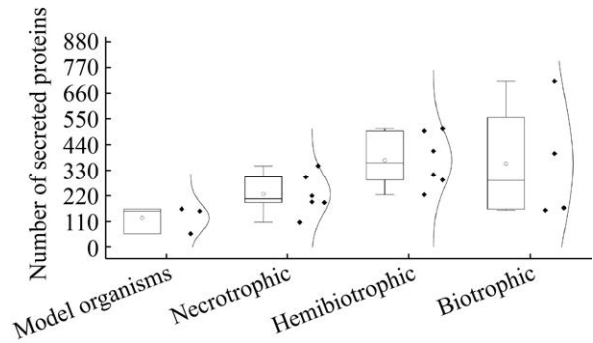 Number of secreted proteins
880
770
660
550
440
330
220
110
0
Model organisms
Necrotrophic
Hemibiotrophic
Biotrophic